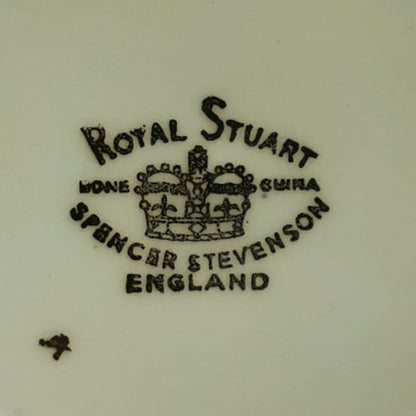 ROYAL STUART
BONE CHINA
SPENCER STEVENSON
ENGLAND